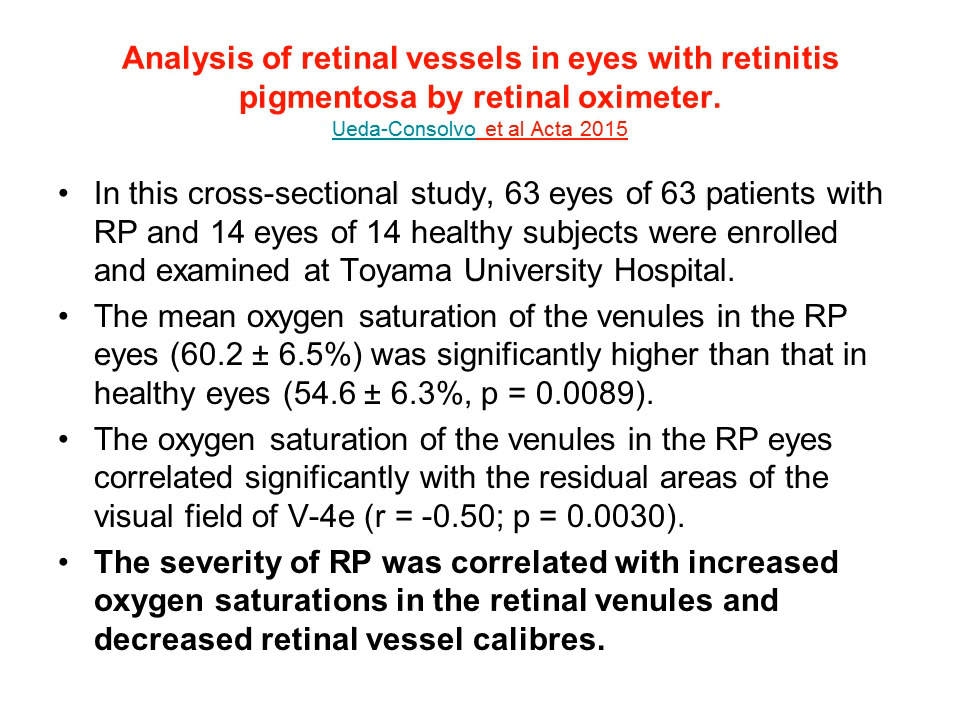 Analysis of retinal vessels in eyes with retinitis
pigmentosa by retinal oximeter.
Ueda-Consolvo et al Acta 2015
• In this cross-sectional study, 63 eyes of 63 patients with
RP and 14 eyes of 14 healthy subjects were enrolled
and examined at Toyama University Hospital.
• The mean oxygen saturation of the venules in the RP
eyes (60.2 ± 6.5%) was significantly higher than that in
healthy eyes (54.6 ± 6.3%, p = 0.0089).
• The oxygen saturation of the venules in the RP eyes
correlated significantly with the residual areas of the
visual field of V-4e (r = -0.50; p = 0.0030).
• The severity of RP was correlated with increased
oxygen saturations in the retinal venules and
decreased retinal vessel calibres.